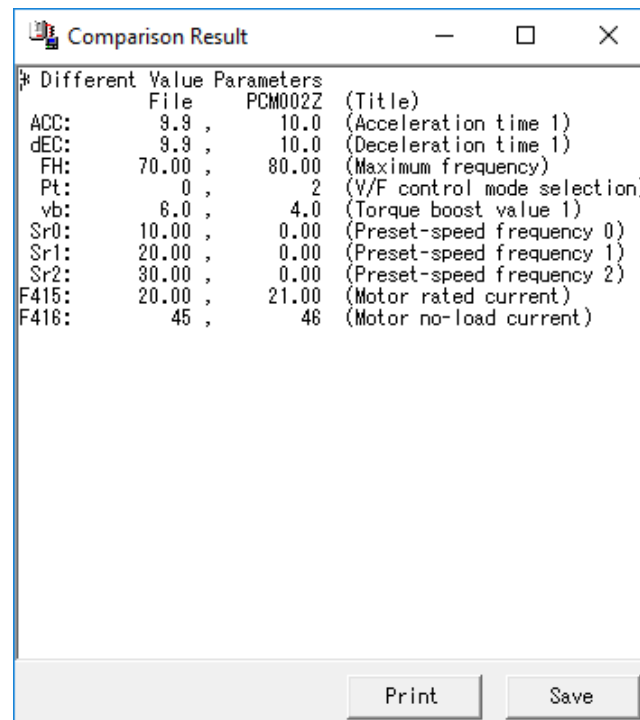 Comparison Result
* Different Value Parameters
File PCM002Z (Title)
ACC: 9.9 , 10.0 (Acceleration time 1)
dEC: 9.9 , 10.0 (Deceleration time 1)
FH: 70.00 , 80.00 (Maximum frequency)
Pt: 0 , 2 (V/F control mode selection)
vb: 6.0 , 4.0 (Torque boost value 1)
Sr0: 10.00 , 0.00 (Preset-speed frequency 0)
Sr1: 20.00 , 0.00 (Preset-speed frequency 1)
Sr2: 30.00 , 0.00 (Preset-speed frequency 2)
F415: 20.00 , 21.00 (Motor rated current)
F416: 45 , 46 (Motor no-load current)
Print Save